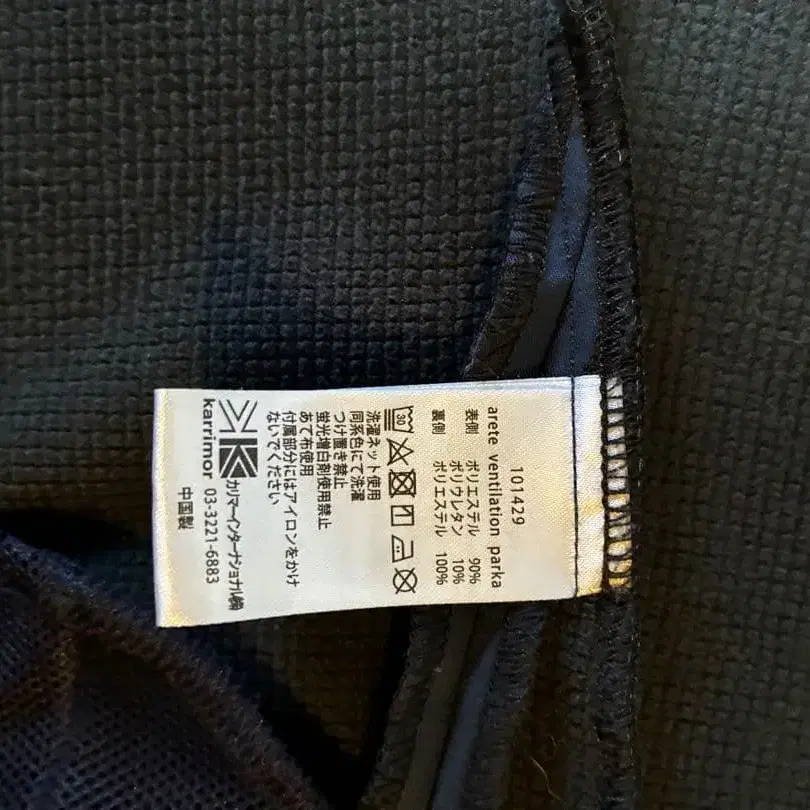 101429
arete ventilation parka
表側 ポリエステル 90%
ポリウレタン 10%
裏側 ポリエステル 100%
30
洗濯ネット使用
同系色にて洗濯
つけ置き禁止
蛍光増白剤使用禁止
あて布使用
付属部分にはアイロンをかけ
ないでください
karrimor
カリマーインターナショナル㈱
03-3221-6883
中国製